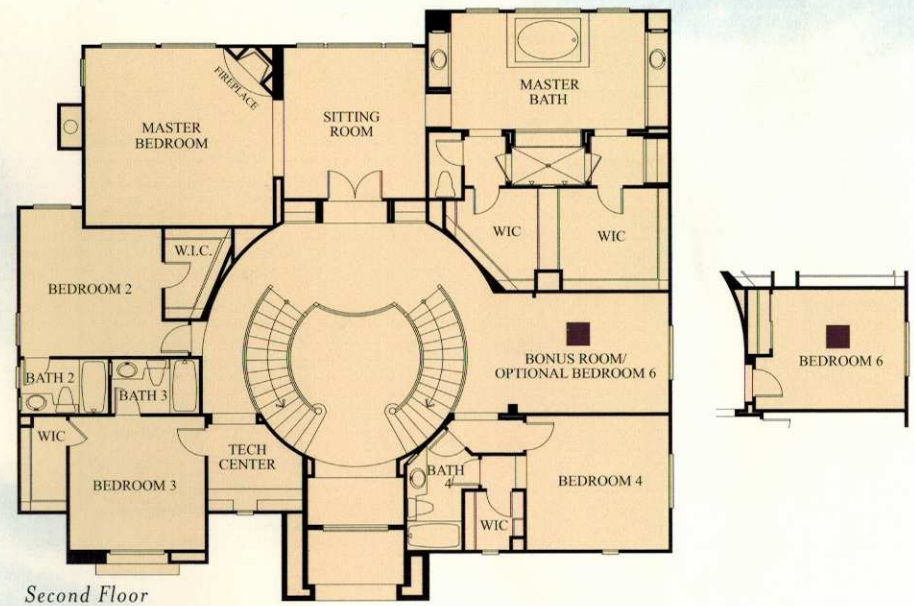 MASTER
BATH
FIREPLACE
SITTING
ROOM
MASTER
BEDROOM
WIC
WIC
W.I.C.
BEDROOM 2
BONUS ROOM/
OPTIONAL BEDROOM 6
BEDROOM 6
BATH 2
BATH 3
WIC
TECH
CENTER
BATH
4
BEDROOM 3
BEDROOM 4
WIC
Second Floor